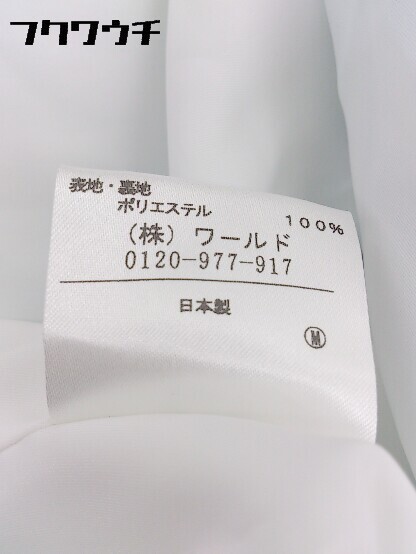 フクワウチ
表地・裏地
ポリエステル 100%
(株) ワールド
0120-977-917
日本製
Ⓜ